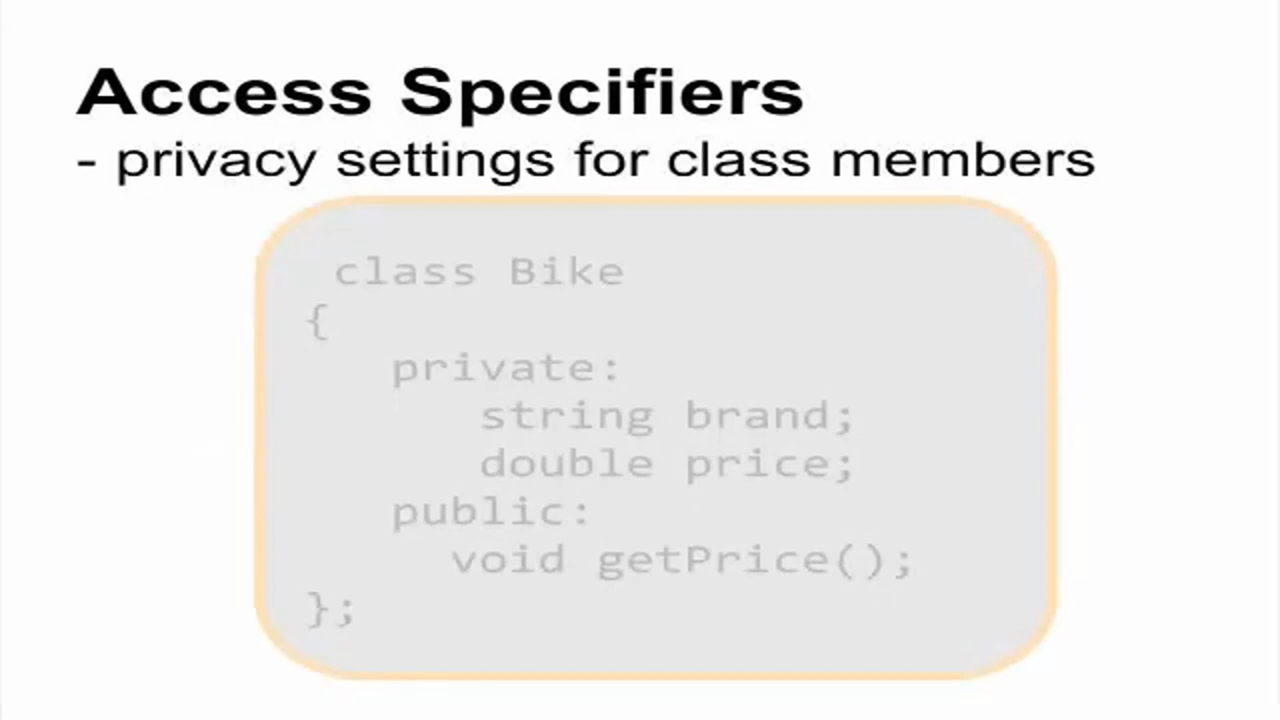 Access Specifiers
- privacy settings for class members
class Bike
{
private:
string brand;
double price;
public:
void getPrice();
};